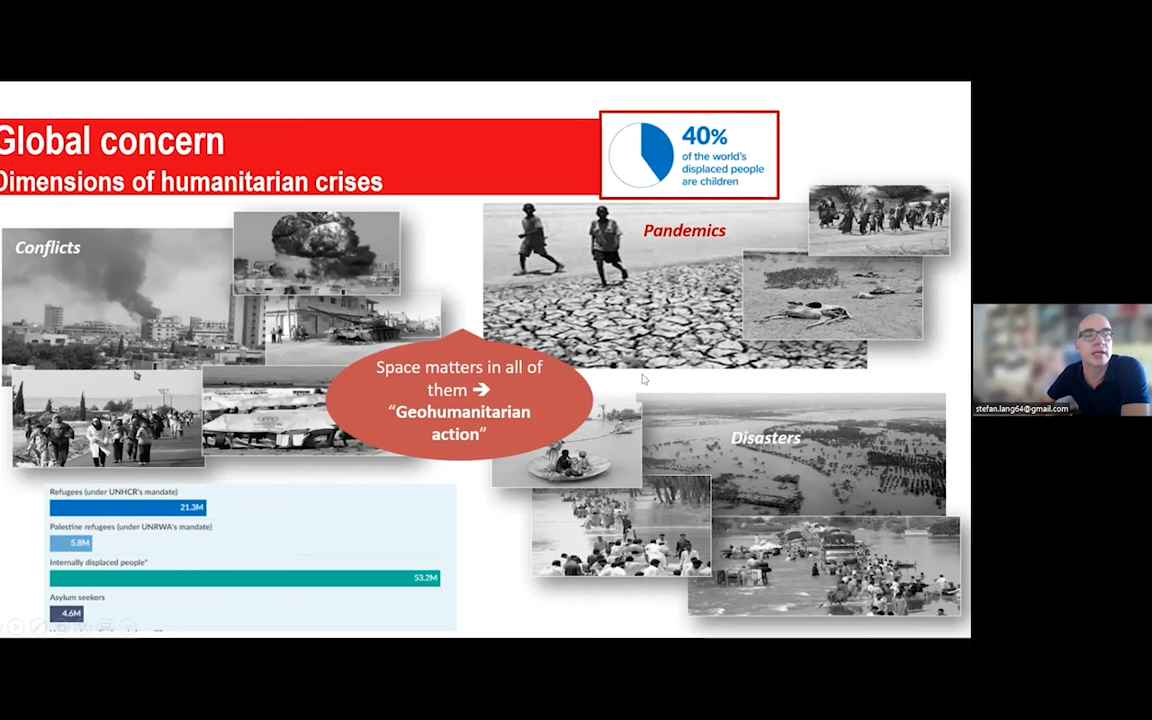 Global concern
Dimensions of humanitarian crises
40%
of the world's
displaced people
are children
Conflicts
Pandemics
Space matters in all of
them ➔
“Geohumanitarian
action”
Disasters
Refugees (under UNHCR's mandate)
21.3M
Palestine refugees (under UNRWA's mandate)
5.8M
Internally displaced people*
53.2M
Asylum seekers
4.6M
stefan.lang64@gmail.com